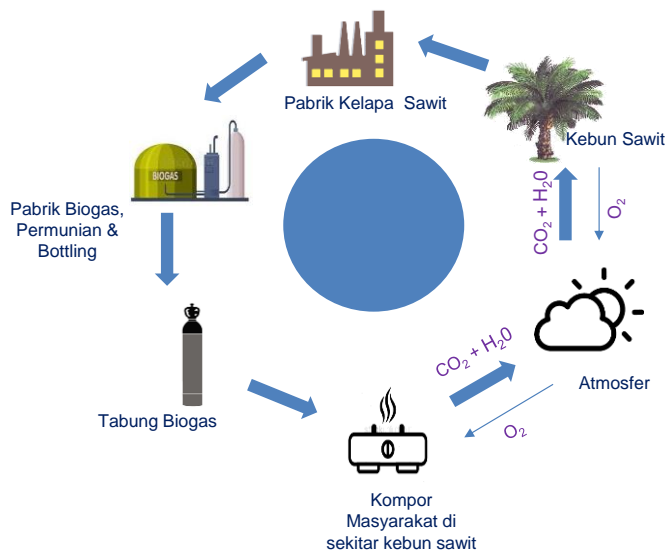 Pabrik Kelapa Sawit
Kebun Sawit
BIOGAS
Pabrik Biogas,
Permunian &
Bottling
CO₂ + H₂0
O₂
Tabung Biogas
CO₂ + H₂0
O₂
Atmosfer
Kompor
Masyarakat di
sekitar kebun sawit